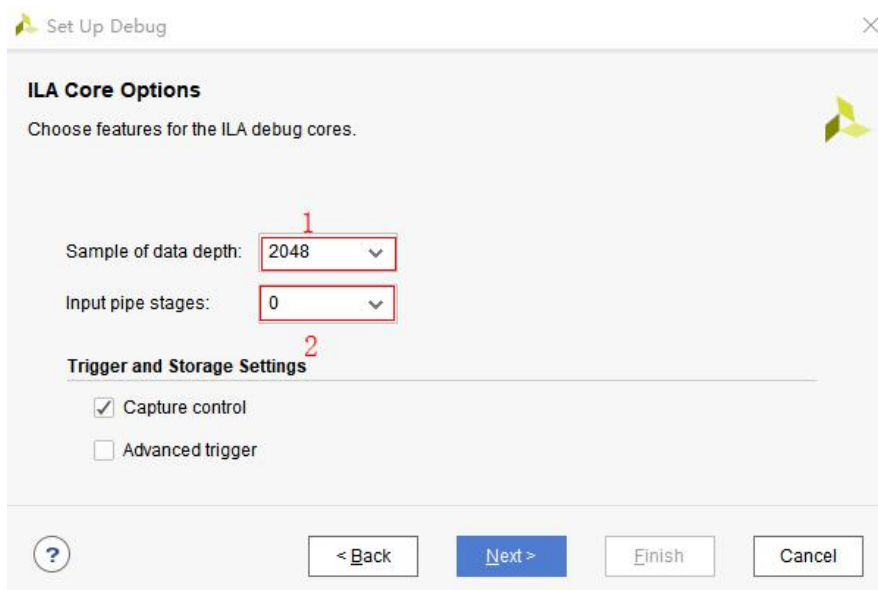 Set Up Debug
ILA Core Options
Choose features for the ILA debug cores.
1
Sample of data depth: 2048
Input pipe stages: 0
2
Trigger and Storage Settings
Capture control
Advanced trigger
? < Back Next > Finish Cancel